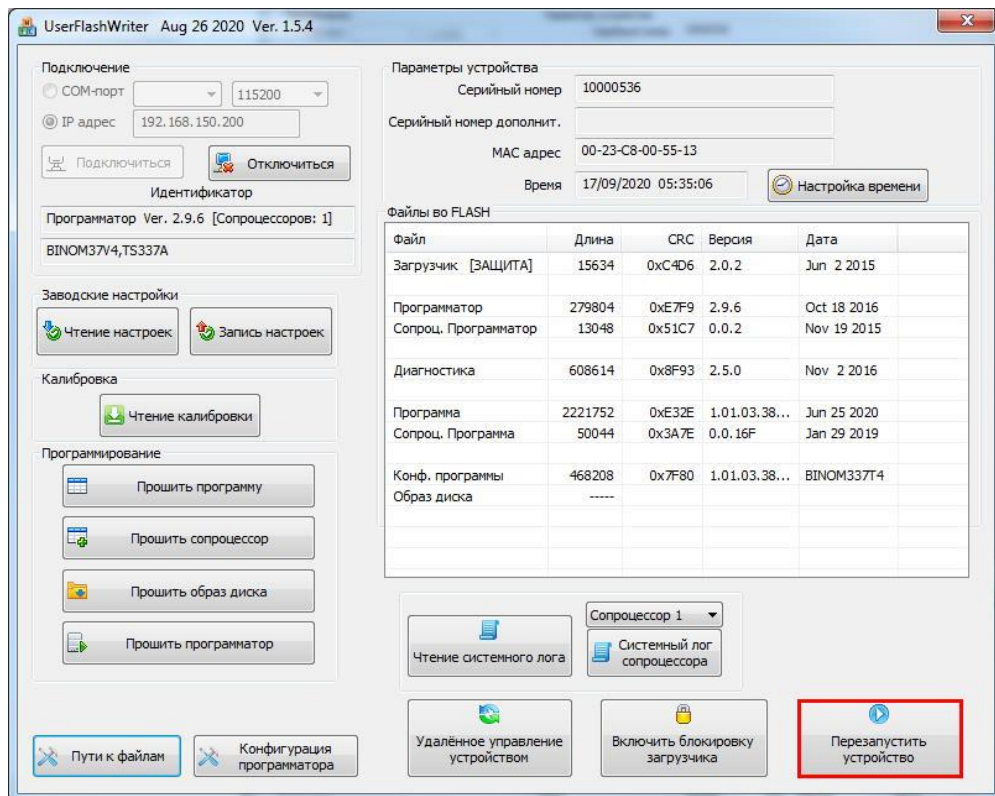 UserFlashWriter Aug 26 2020 Ver. 1.5.4
Подключение
COM-порт 115200
IP адрес 192.168.150.200
Подключиться Отключиться
Идентификатор
Программатор Ver. 2.9.6 [Сопроцессоров: 1]
BINOM37V4,TS337A
Заводские настройки
Чтение настроек Запись настроек
Калибровка
Чтение калибровки
Программирование
Прошить программу
Прошить сопроцессор
Прошить образ диска
Прошить программатор
Пути к файлам
Конфигурация
программатора
Параметры устройства
Серийный номер 10000536
Серийный номер дополнит.
MAC адрес 00-23-C8-00-55-13
Время 17/09/2020 05:35:06 Настройка времени
Файлы во FLASH
Файл Длина CRC Версия Дата
Загрузчик [ЗАЩИТА] 15634 0xC4D6 2.0.2 Jun 2 2015
Программатор 279804 0xE7F9 2.9.6 Oct 18 2016
Сопроц. Программатор 13048 0x51C7 0.0.2 Nov 19 2015
Диагностика 608614 0x8F93 2.5.0 Nov 2 2016
Программа 2221752 0xE32E 1.01.03.38... Jun 25 2020
Сопроц. Программа 50044 0x3A7E 0.0.16F Jan 29 2019
Конф. программы 468208 0x7F80 1.01.03.38... BINOM337T4
Образ диска -----
Чтение системного лога
Сопроцессор 1
Системный лог
сопроцессора
Удалённое управление
устройством
Включить блокировку
загрузчика
Перезапустить
устройство